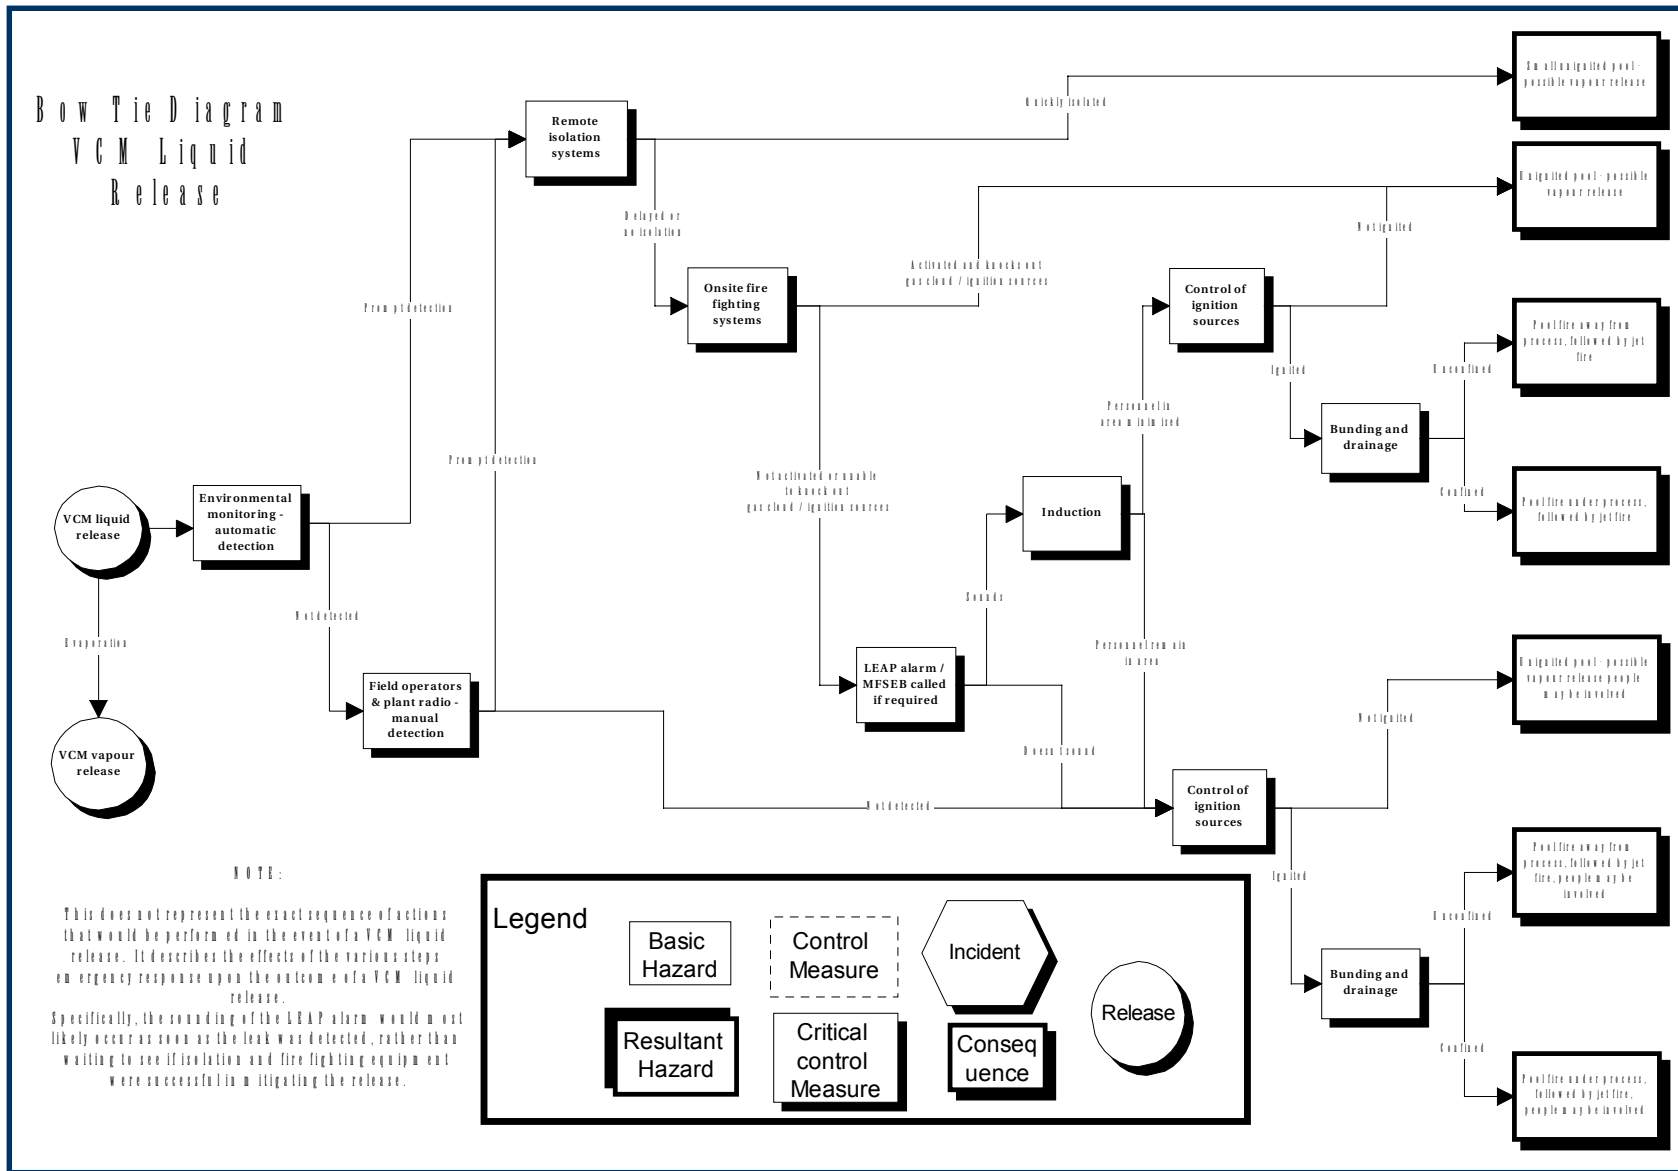 Bow Tie Diagram
VCM Liquid
Release
Small unignited pool -
possible vapour release
Quickly isolated
Remote
isolation
systems
Unignited pool - possible
vapour release
Delayed or
no isolation
Not ignited
Activated and knocks out
gas cloud / ignition sources
Onsite fire
fighting
systems
Control of
ignition
sources
Prompt detection
Pool fire away from
process, followed by jet
fire
Ignited
Unconfined
Personnel in
area minimised
Bunding and
drainage
Prompt detection
Not activated or unable
to knock out
gas cloud / ignition sources
Confined
Pool fire under process,
followed by jet fire
VCM liquid
release
Environmental
monitoring -
automatic
detection
Induction
Sounds
Not detected
Evaporation
Personnel remain
in area
LEAP alarm /
MFSEB called
if required
Unignited pool - possible
vapour release people
may be involved
Field operators
& plant radio -
manual
detection
Not ignited
VCM vapour
release
Doesn't sound
Not detected
Control of
ignition
sources
NOTE:
This does not represent the exact sequence of actions
that would be performed in the event of a VCM liquid
release. It describes the effects of the various steps
emergency response upon the outcome of a VCM liquid
release.
Specifically, the sounding of the LEAP alarm would most
likely occur as soon as the leak was detected, rather than
waiting to see if isolation and fire fighting equipment
were successful in mitigating the release.
Ignited
Pool fire away from
process, followed by jet
fire, people may be
involved
Unconfined
Bunding and
drainage
Confined
Pool fire under process,
followed by jet fire,
people may be involved
Legend
Basic
Hazard
Control
Measure
Incident
Release
Resultant
Hazard
Critical
control
Measure
Conseq
uence